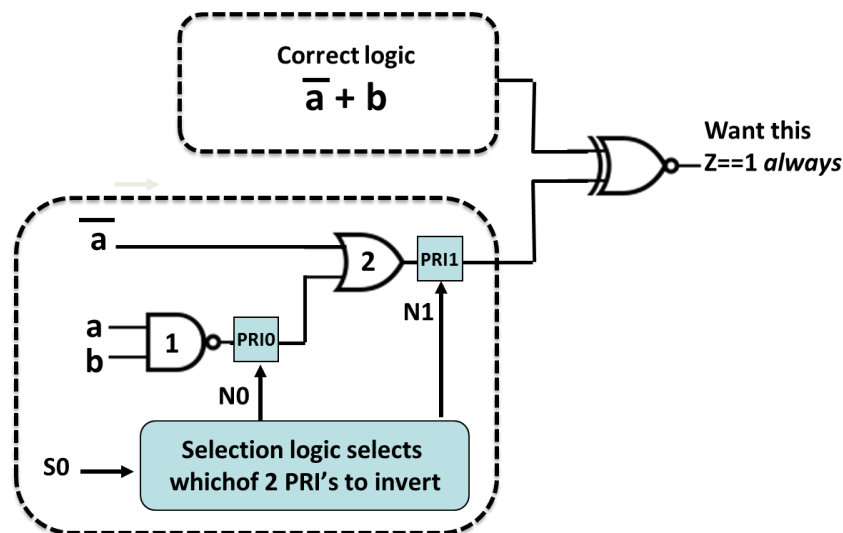 Correct logic
a̅ + b
Want this
Z==1 always
a̅
2
PRI1
N1
a
b
1
PRI0
N0
S0
Selection logic selects
whichof 2 PRI's to invert